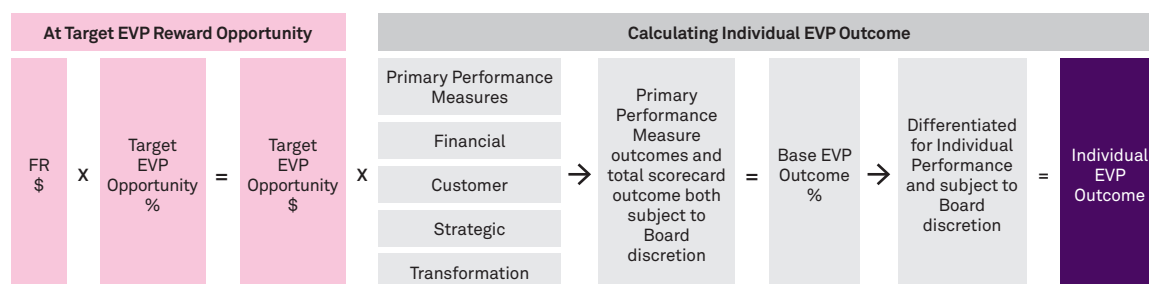 At Target EVP Reward Opportunity
Calculating Individual EVP Outcome
FR
$
x
Target
EVP
Opportunity
%
=
Target
EVP
Opportunity
$
x
Primary Performance
Measures
Financial
Customer
Strategic
Transformation
→
Primary
Performance
Measure
outcomes and
total scorecard
outcome both
subject to
Board
discretion
=
Base EVP
Outcome
%
→
Differentiated
for Individual
Performance
and subject to
Board
discretion
=
Individual
EVP
Outcome